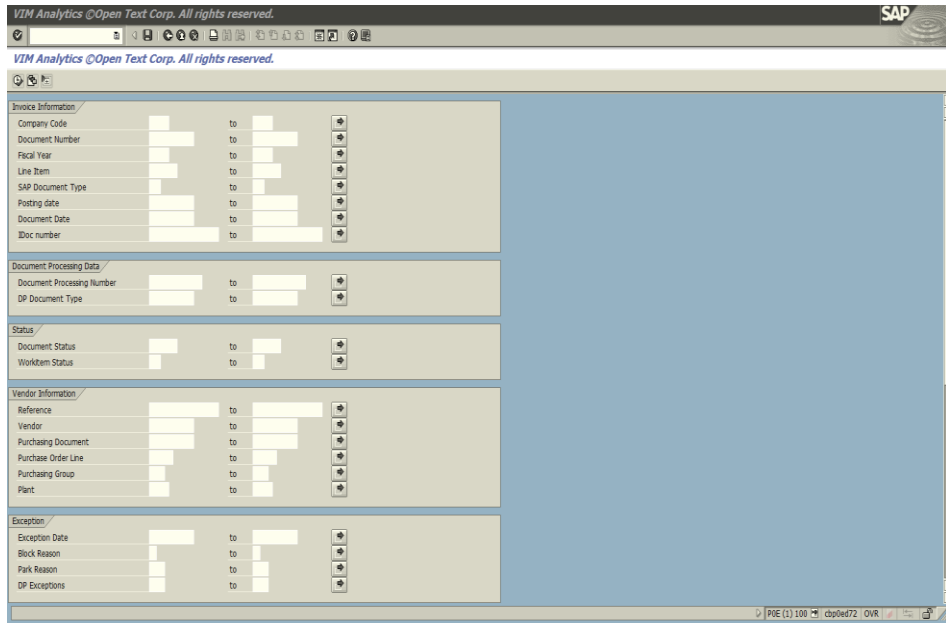 VIM Analytics ©Open Text Corp. All rights reserved.
SAP
VIM Analytics ©Open Text Corp. All rights reserved.
Invoice Information
Company Code to
Document Number to
Fiscal Year to
Line Item to
SAP Document Type to
Posting date to
Document Date to
IDoc number to
Document Processing Data
Document Processing Number to
DP Document Type to
Status
Document Status to
Workitem Status to
Vendor Information
Reference to
Vendor to
Purchasing Document to
Purchase Order Line to
Purchasing Group to
Plant to
Exception
Exception Date to
Block Reason to
Park Reason to
DP Exceptions to
P0E (1) 100 cbp0ed72 OVR